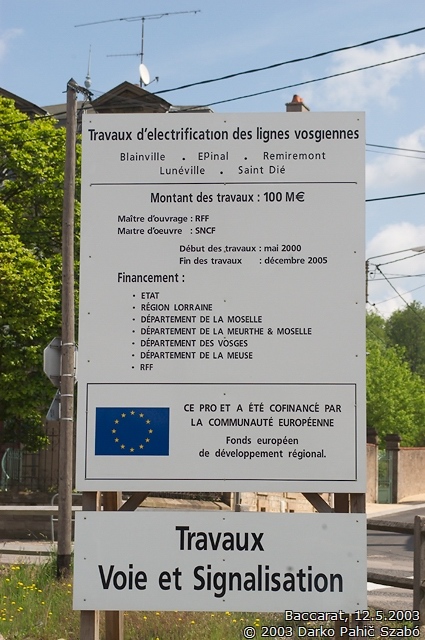 Travaux d'electrification des lignes vosgiennes
Blainville . EPinal . Remiremont
Lunéville . Saint Dié
Montant des travaux : 100 M€
Maître d'ouvrage : RFF
Maitre d'oeuvre : SNCF
Début des travaux : mai 2000
Fin des travaux : décembre 2005
Financement :
• ETAT
• RÉGION LORRAINE
• DÉPARTEMENT DE LA MOSELLE
• DÉPARTEMENT DE LA MEURTHE & MOSELLE
• DÉPARTEMENT DES VOSGES
• DÉPARTEMENT DE LA MEUSE
• RFF
CE PRO ET A ÉTÉ COFINANCÉ PAR
LA COMMUNAUTÉ EUROPÉENNE
Fonds européen
de développement régional.
Travaux
Voie et Signalisation
Baccarat, 12.5.2003
© 2003 Darko Pahič Szabó